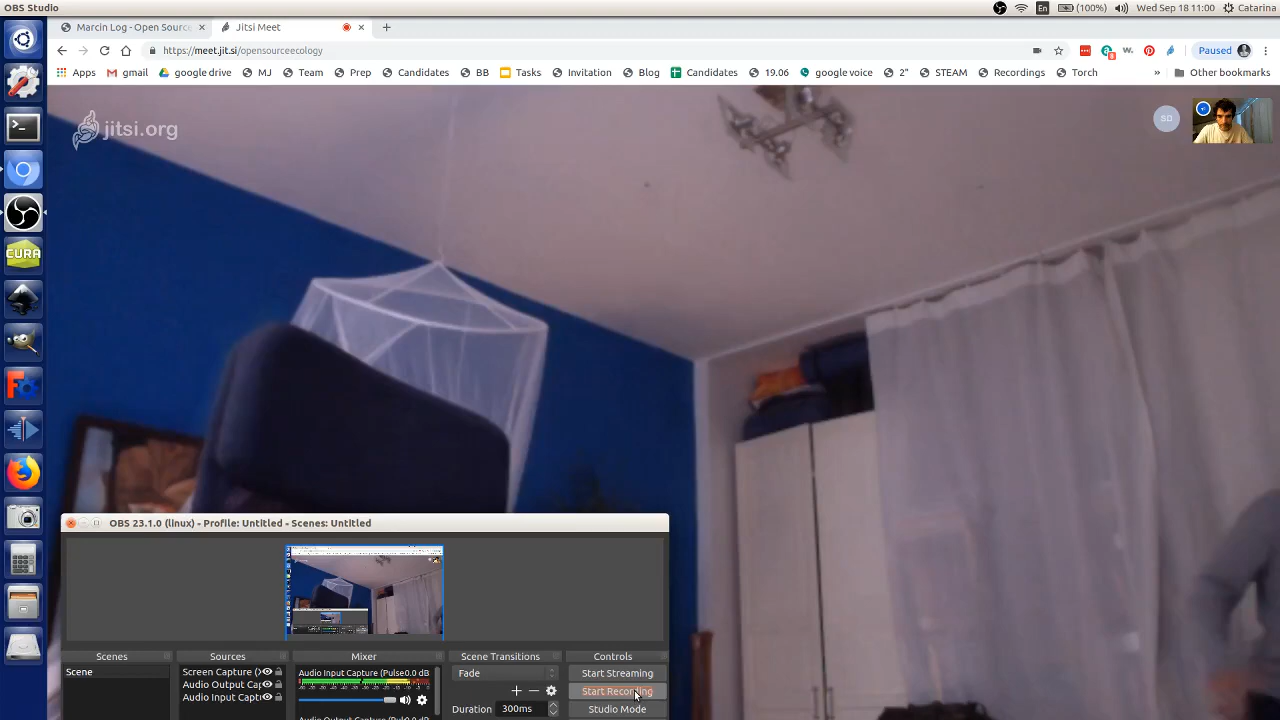 OBS Studio
En (100%) Wed Sep 18 11:00 Catarina
Marcin Log - Open Source
Jitsi Meet
https://meet.jit.si/opensourceecology
Paused
Apps gmail google drive MJ Team Prep Candidates BB Tasks Invitation Blog Candidates 19.06 google voice 2" STEAM Recordings Torch » Other bookmarks
jitsi.org
SD
CURA
OBS 23.1.0 (linux) - Profile: Untitled - Scenes: Untitled
Scenes Sources Mixer Scene Transitions Controls
Scene
Screen Capture (X
Audio Output Ca
Audio Input Capt
Audio Input Capture (Pulse 0.0 dB
Fade
Duration 300ms
Start Streaming
Start Recording
Studio Mode